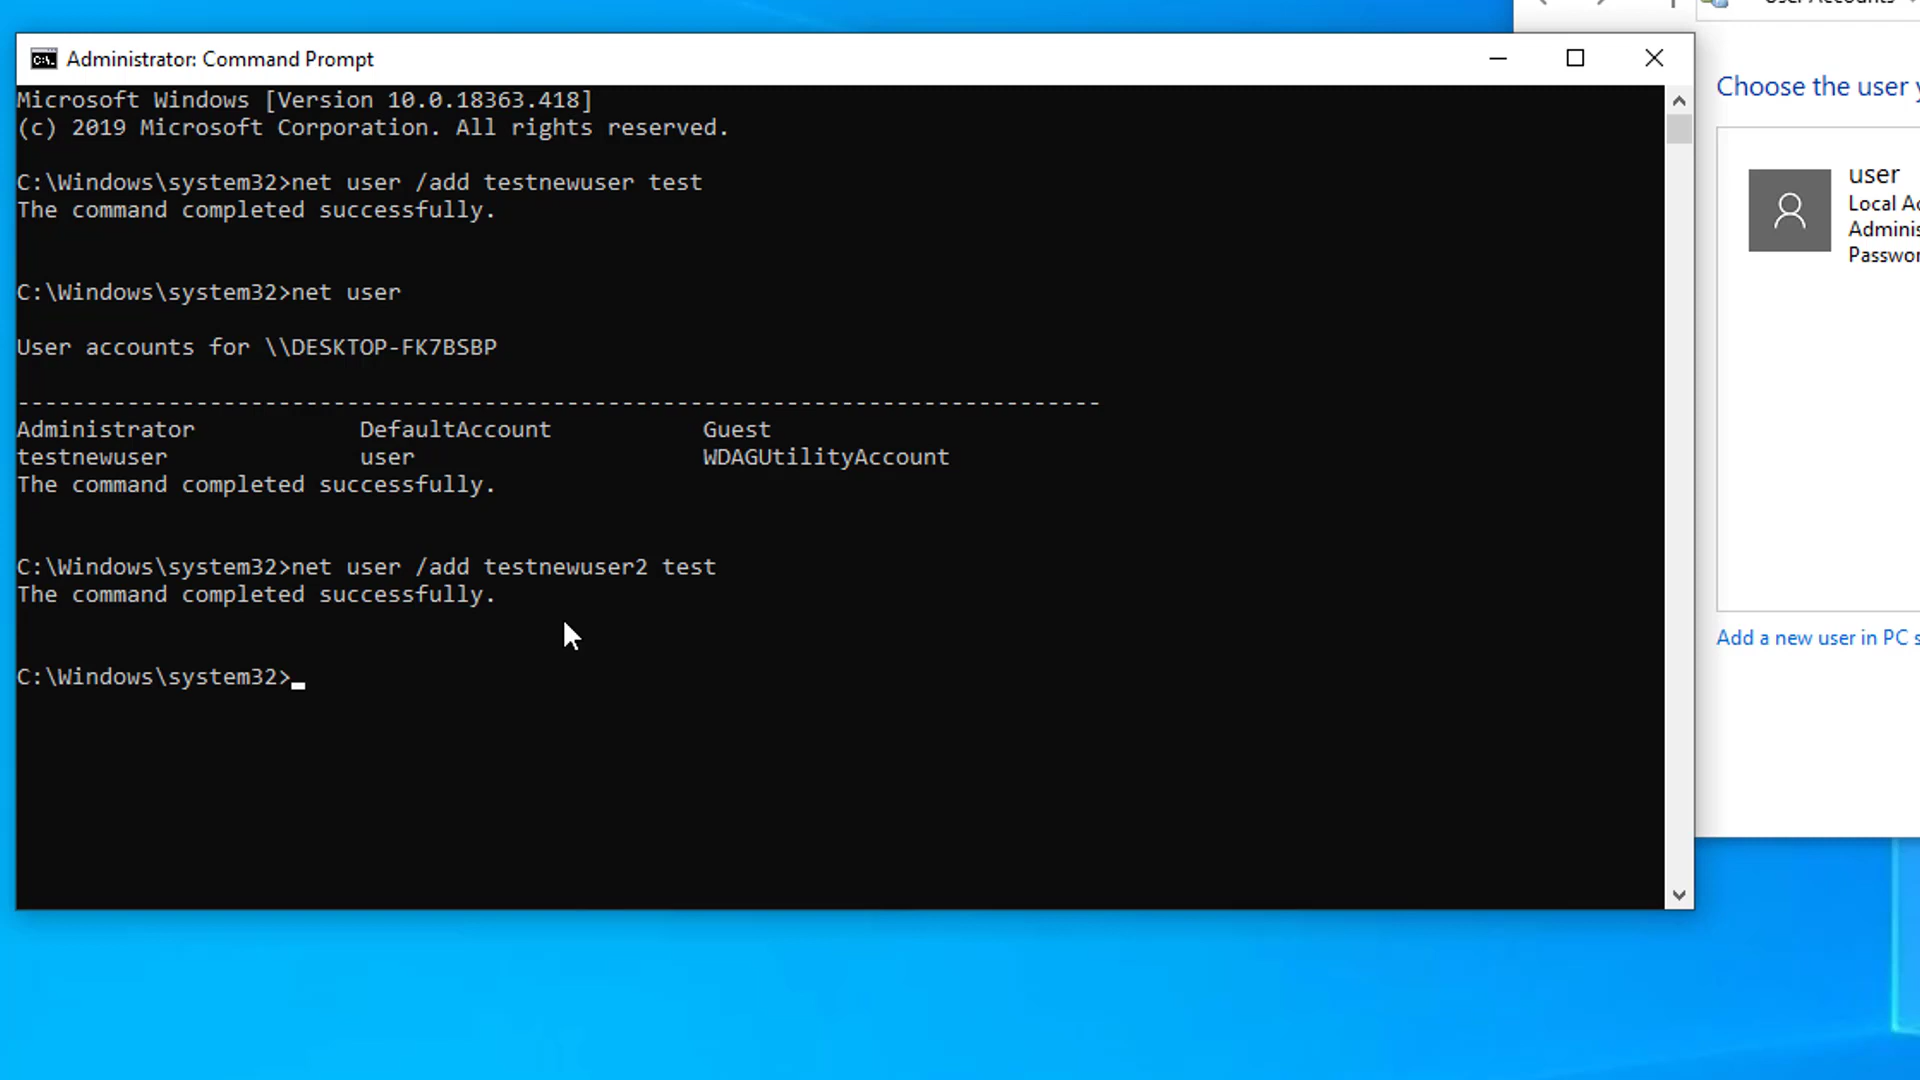 Administrator: Command Prompt
Microsoft Windows [Version 10.0.18363.418]
(c) 2019 Microsoft Corporation. All rights reserved.
C:\Windows\system32>net user /add testnewuser test
The command completed successfully.
C:\Windows\system32>net user
User accounts for \\DESKTOP-FK7BSBP
-------------------------------------------------------------------------------
Administrator DefaultAccount Guest
testnewuser user WDAGUtilityAccount
The command completed successfully.
C:\Windows\system32>net user /add testnewuser2 test
The command completed successfully.
C:\Windows\system32>
User Accounts
Choose the user
user
Local
Add a new user in PC